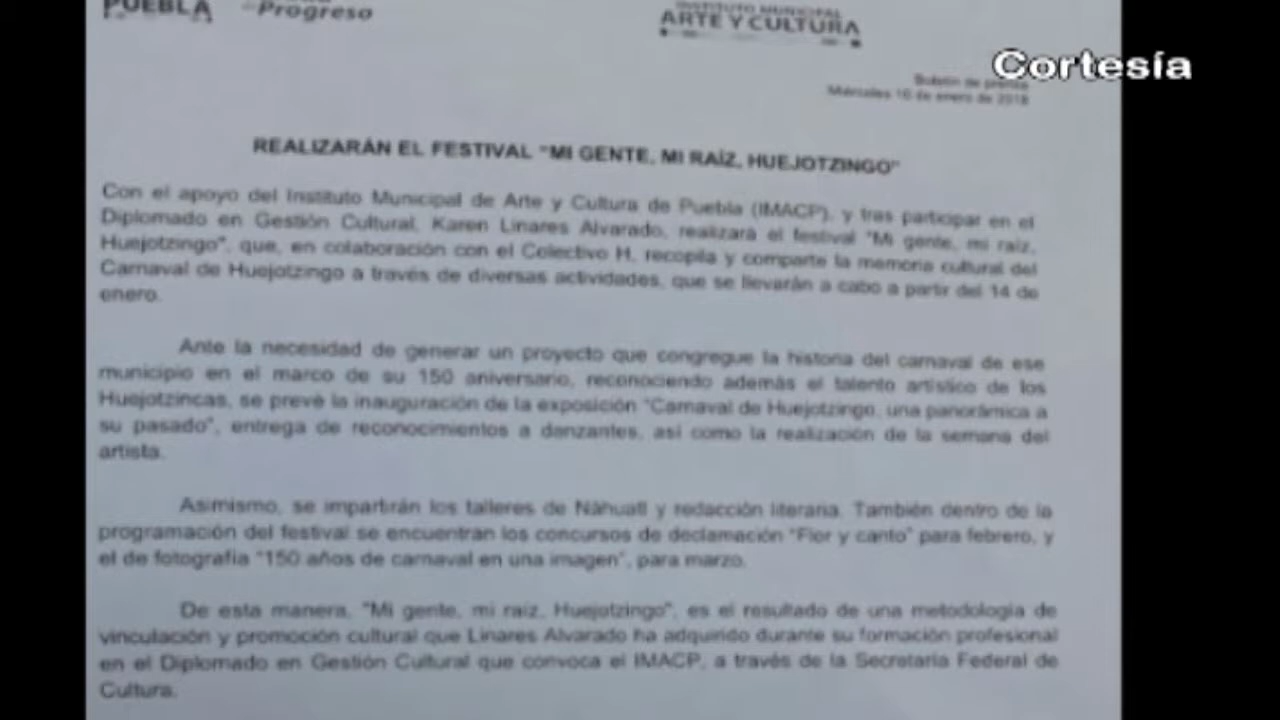 PUEBLA Progreso
INSTITUTO MUNICIPAL
ARTE Y CULTURA
Cortesía
Boletín de prensa
Miércoles 10 de enero de 2018
REALIZARÁN EL FESTIVAL "MI GENTE, MI RAÍZ, HUEJOTZINGO"
Con el apoyo del Instituto Municipal de Arte y Cultura de Puebla (IMACP), y tras participar en el
Diplomado en Gestión Cultural, Karen Linares Alvarado, realizará el festival "Mi gente, mi raíz,
Huejotzingo", que, en colaboración con el Colectivo H, recopila y comparte la memoria cultural del
Carnaval de Huejotzingo a través de diversas actividades, que se llevarán a cabo a partir del 14 de
enero.
Ante la necesidad de generar un proyecto que congregue la historia del carnaval de ese
municipio en el marco de su 150 aniversario, reconociendo además el talento artístico de los
Huejotzincas, se prevé la inauguración de la exposición "Carnaval de Huejotzingo, una panorámica a
su pasado", entrega de reconocimientos a danzantes, así como la realización de la semana del
artista.
Asimismo, se impartirán los talleres de Náhuatl y redacción literaria. También dentro de la
programación del festival se encuentran los concursos de declamación "Flor y canto" para febrero, y
el de fotografía "150 años de carnaval en una imagen", para marzo.
De esta manera, "Mi gente, mi raíz, Huejotzingo", es el resultado de una metodología de
vinculación y promoción cultural que Linares Alvarado ha adquirido durante su formación profesional
en el Diplomado en Gestión Cultural que convoca el IMACP, a través de la Secretaría Federal de
Cultura.